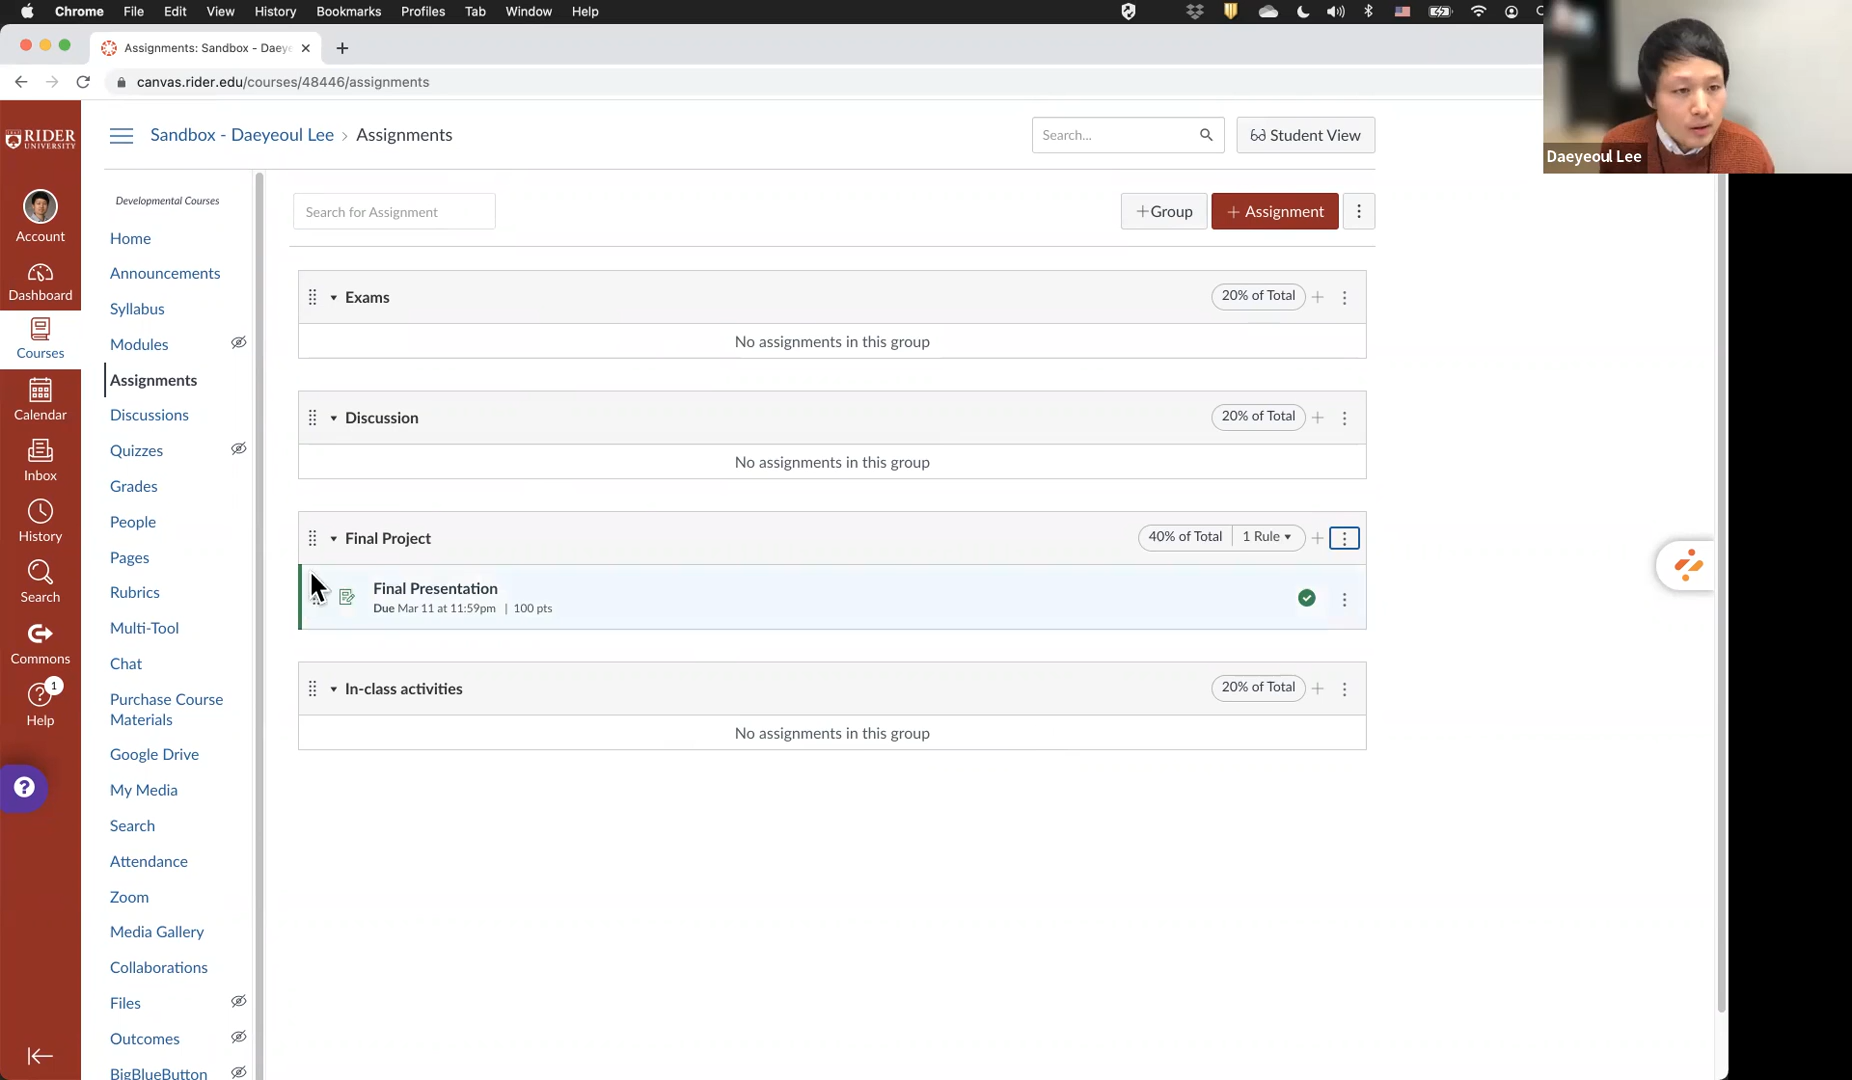 Chrome File Edit View History Bookmarks Profiles Tab Window Help
Assignments: Sandbox - Daeye
canvas.rider.edu/courses/48446/assignments
Daeyeoul Lee
RIDER
UNIVERSITY
Account
Dashboard
Courses
Calendar
Inbox
History
Search
Commons
1
Help
Sandbox - Daeyeoul Lee › Assignments
Search...
Student View
Developmental Courses
Home
Announcements
Syllabus
Modules
Assignments
Discussions
Quizzes
Grades
People
Pages
Rubrics
Multi-Tool
Chat
Purchase Course
Materials
Google Drive
My Media
Search
Attendance
Zoom
Media Gallery
Collaborations
Files
Outcomes
BigBlueButton
Search for Assignment
+Group
+ Assignment
Exams
20% of Total
No assignments in this group
Discussion
20% of Total
No assignments in this group
Final Project
40% of Total
1 Rule
Final Presentation
Due Mar 11 at 11:59pm | 100 pts
In-class activities
20% of Total
No assignments in this group